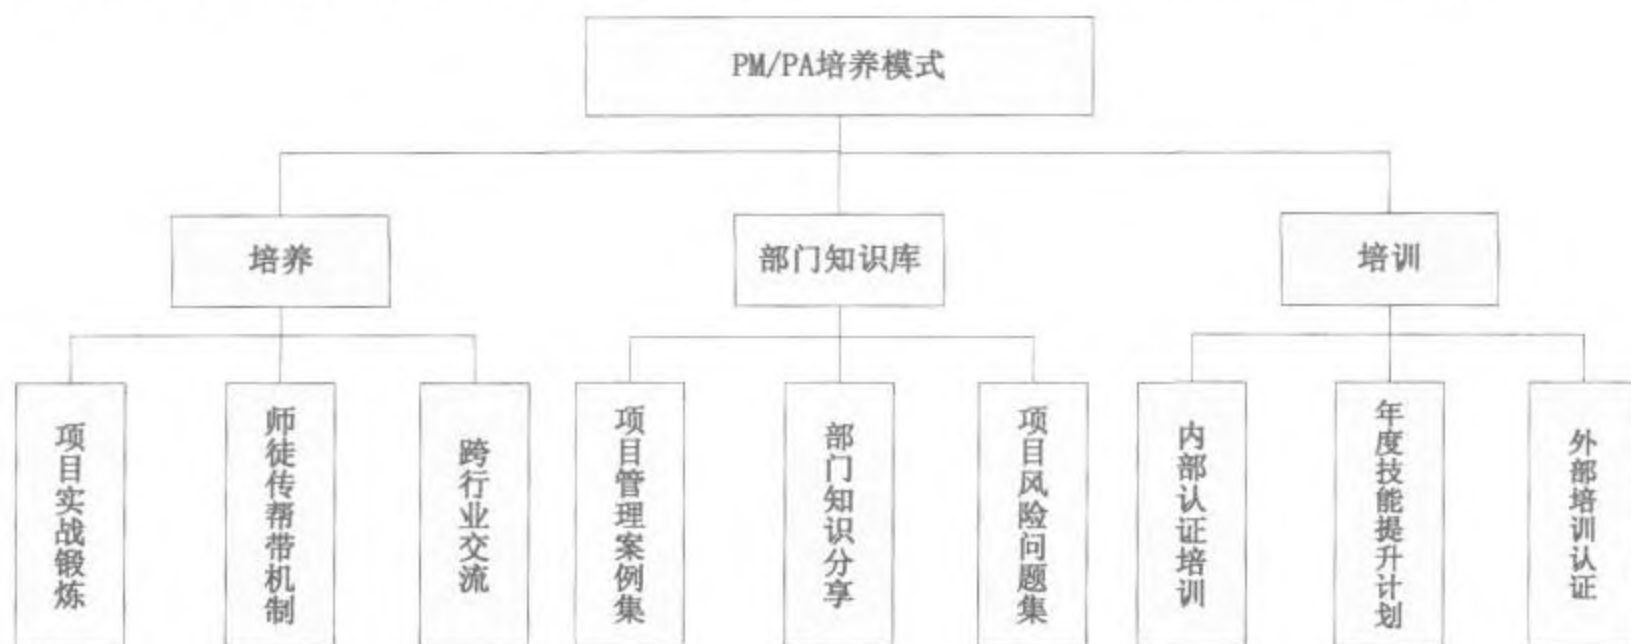 PM/PA培养模式
培养
部门知识库
培训
项目实战锻炼
师徒传帮带机制
跨行业交流
项目管理案例集
部门知识分享
项目风险问题集
内部认证培训
年度技能提升计划
外部培训认证